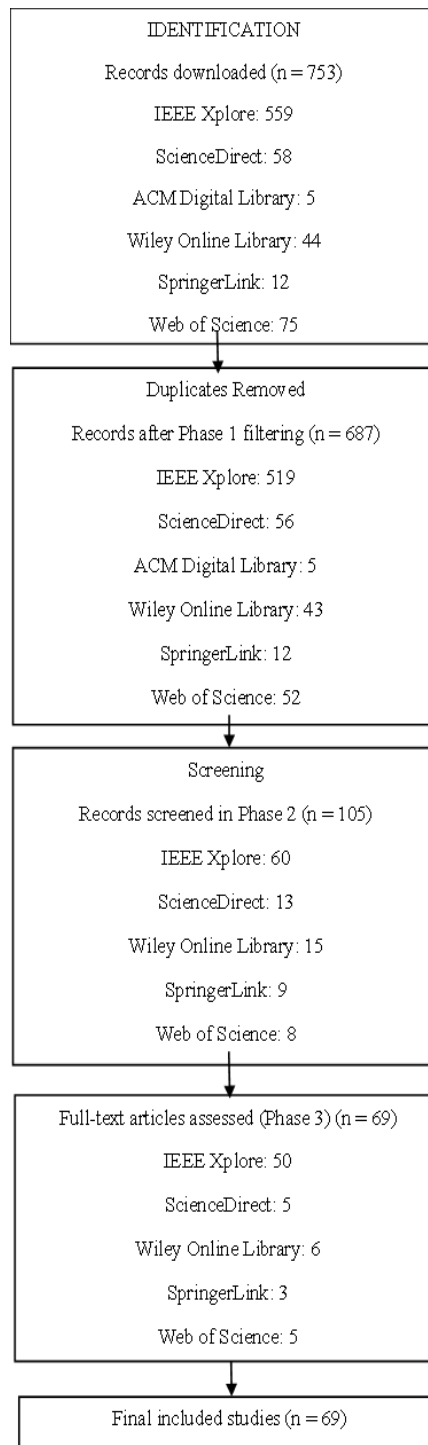 IDENTIFICATION
Records downloaded (n = 753)
IEEE Xplore: 559
ScienceDirect: 58
ACM Digital Library: 5
Wiley Online Library: 44
SpringerLink: 12
Web of Science: 75
Duplicates Removed
Records after Phase 1 filtering (n = 687)
IEEE Xplore: 519
ScienceDirect: 56
ACM Digital Library: 5
Wiley Online Library: 43
SpringerLink: 12
Web of Science: 52
Screening
Records screened in Phase 2 (n = 105)
IEEE Xplore: 60
ScienceDirect: 13
Wiley Online Library: 15
SpringerLink: 9
Web of Science: 8
Full-text articles assessed (Phase 3) (n = 69)
IEEE Xplore: 50
ScienceDirect: 5
Wiley Online Library: 6
SpringerLink: 3
Web of Science: 5
Final included studies (n = 69)